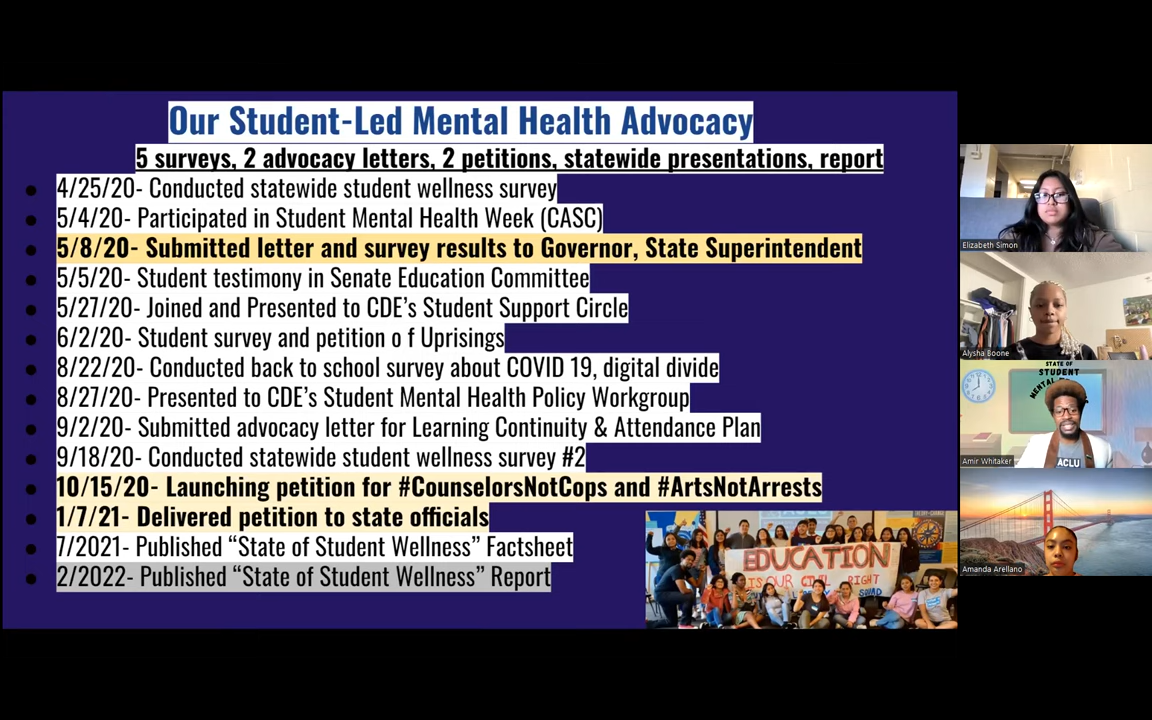 Our Student-Led Mental Health Advocacy
5 surveys, 2 advocacy letters, 2 petitions, statewide presentations, report
4/25/20- Conducted statewide student wellness survey
5/4/20- Participated in Student Mental Health Week (CASC)
5/8/20- Submitted letter and survey results to Governor, State Superintendent
5/5/20- Student testimony in Senate Education Committee
5/27/20- Joined and Presented to CDE's Student Support Circle
6/2/20- Student survey and petition o f Uprisings
8/22/20- Conducted back to school survey about COVID 19, digital divide
8/27/20- Presented to CDE's Student Mental Health Policy Workgroup
9/2/20- Submitted advocacy letter for Learning Continuity & Attendance Plan
9/18/20- Conducted statewide student wellness survey #2
10/15/20- Launching petition for #CounselorsNotCops and #ArtsNotArrests
1/7/21- Delivered petition to state officials
7/2021- Published “State of Student Wellness” Factsheet
2/2022- Published “State of Student Wellness” Report
EDUCATION
IS OUR CIVIL RIGHT
SQUAD
Elizabeth Simon
Alysha Boone
STATE OF
STUDENT
MENTAL
ACLU
Amir Whitaker
Amanda Arellano